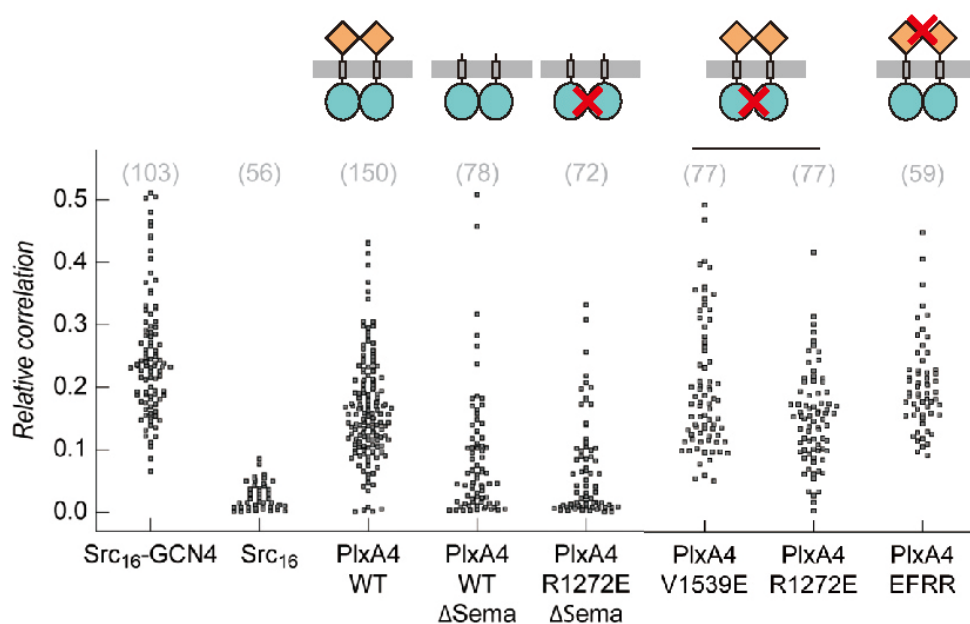 (103) (56) (150) (78) (72) (77) (77) (59)
0.5
0.4
0.3
0.2
0.1
0.0
Relative correlation
Src16-GCN4 Src16 PlxA4 PlxA4 PlxA4 PlxA4 PlxA4 PlxA4
WT WT R1272E V1539E R1272E EFRR
ΔSema ΔSema